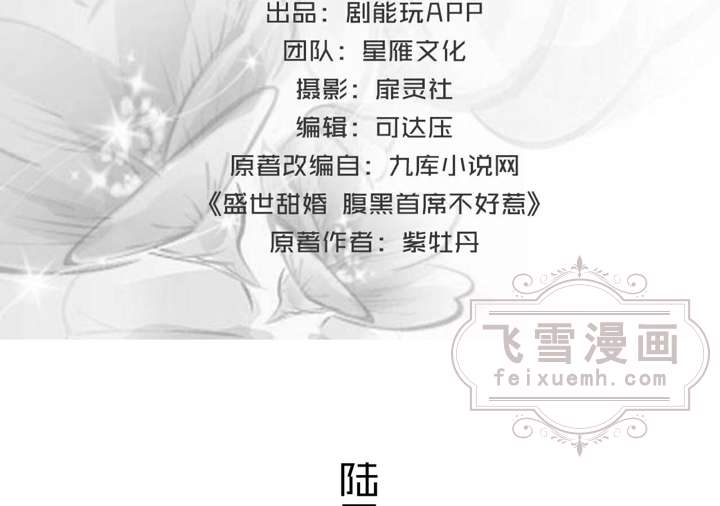 出品：剧能玩APP
团队：星雁文化
摄影：扉灵社
编辑：可达压
原著改编自：九库小说网
《盛世甜婚 腹黑首席不好惹》
原著作者：紫牡丹
飞雪漫画
feixuemh.com
陆